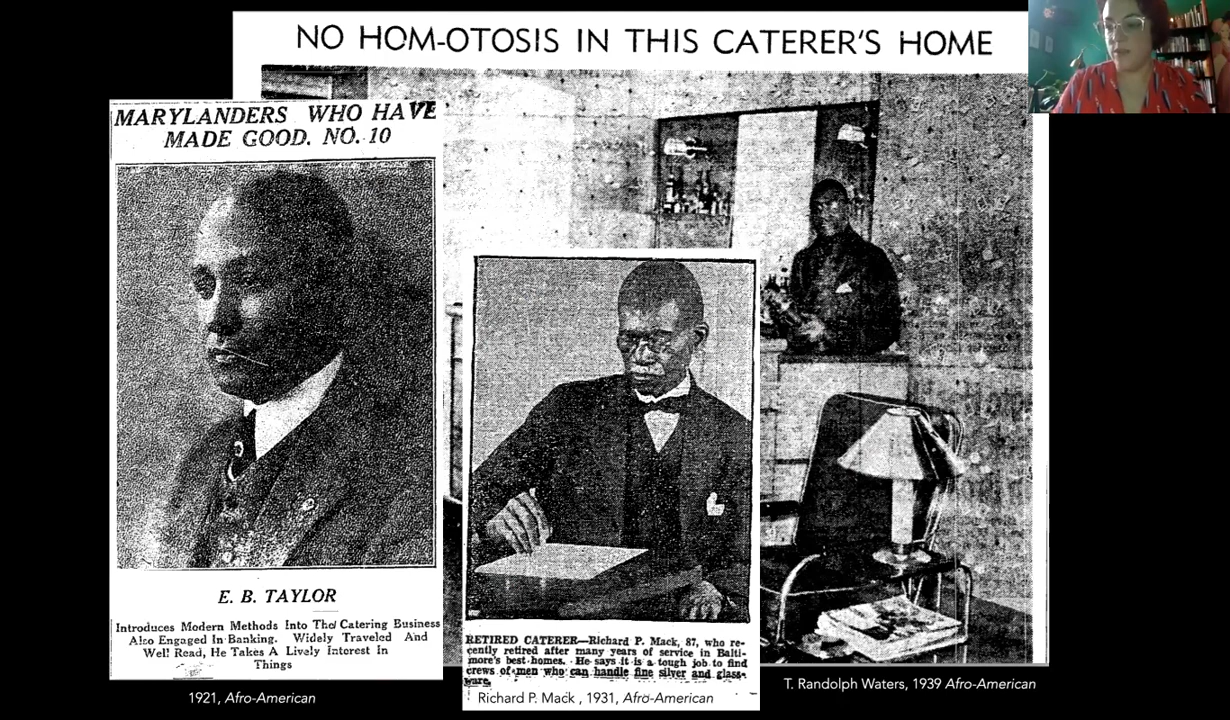 NO HOM-OTOSIS IN THIS CATERER'S HOME
MARYLANDERS WHO HAVE
MADE GOOD. NO. 10
E. B. TAYLOR
Introduces Modern Methods Into The Catering Business
Also Engaged In Banking. Widely Traveled And
Well Read, He Takes A Lively Interest In
Things
1921, Afro-American
RETIRED CATERER—Richard P. Mack, 87, who re-
cently retired after many years of service in Balti-
more's best homes. He says it is a tough job to find
crews of men who can handle fine silver and glass-
ware.
Richard P. Mack , 1931, Afro-American
T. Randolph Waters, 1939 Afro-American